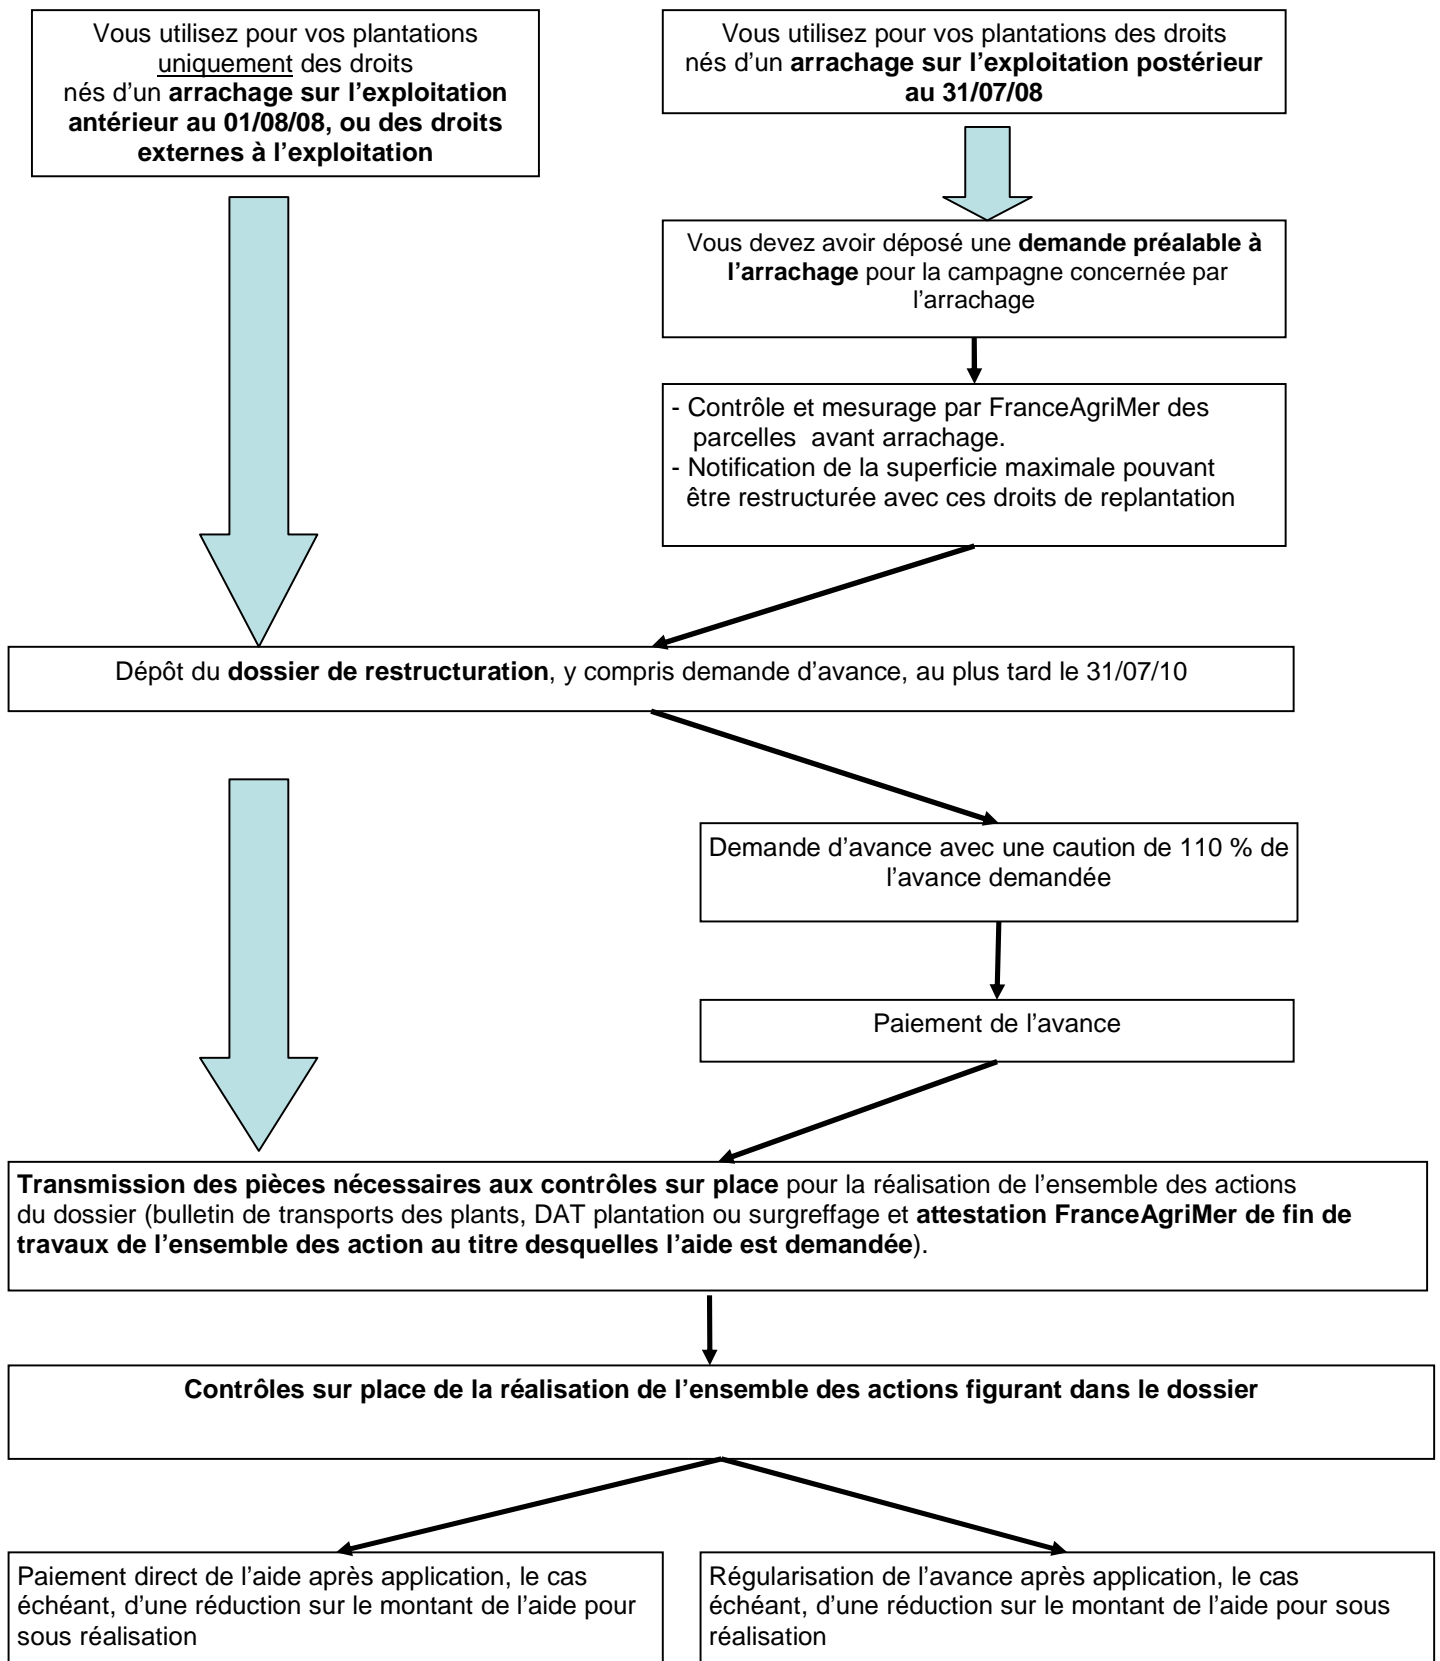 Vous utilisez pour vos plantations
uniquement des droits
nés d’un arrachage sur l’exploitation
antérieur au 01/08/08, ou des droits
externes à l’exploitation
Vous utilisez pour vos plantations des droits
nés d’un arrachage sur l’exploitation postérieur
au 31/07/08
Vous devez avoir déposé une demande préalable à
l’arrachage pour la campagne concernée par
l’arrachage
- Contrôle et mesurage par FranceAgriMer des
parcelles avant arrachage.
- Notification de la superficie maximale pouvant
être restructurée avec ces droits de replantation
Dépôt du dossier de restructuration, y compris demande d’avance, au plus tard le 31/07/10
Demande d’avance avec une caution de 110 % de
l’avance demandée
Paiement de l’avance
Transmission des pièces nécessaires aux contrôles sur place pour la réalisation de l’ensemble des actions
du dossier (bulletin de transports des plants, DAT plantation ou surgreffage et attestation FranceAgriMer de fin de
travaux de l’ensemble des action au titre desquelles l’aide est demandée).
Contrôles sur place de la réalisation de l’ensemble des actions figurant dans le dossier
Paiement direct de l’aide après application, le cas
échéant, d’une réduction sur le montant de l’aide pour
sous réalisation
Régularisation de l’avance après application, le cas
échéant, d’une réduction sur le montant de l’aide pour sous
réalisation